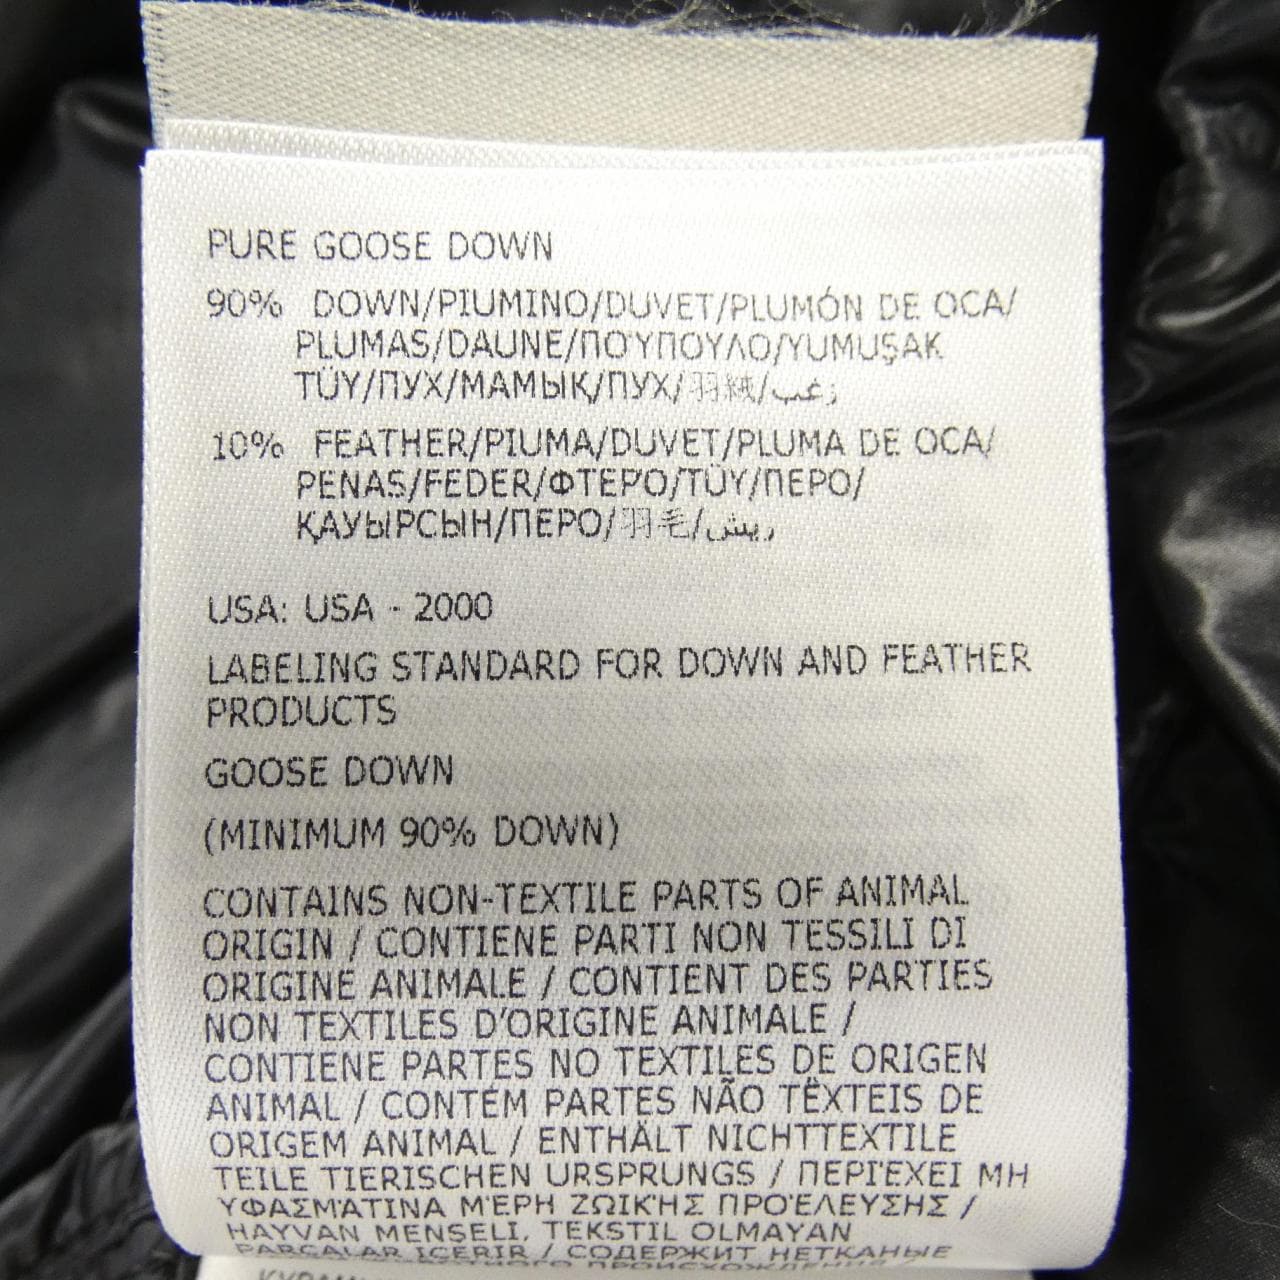 PURE GOOSE DOWN
90% DOWN/PIUMINO/DUVET/PLUMÓN DE OCA/
PLUMAS/DAUNE/ΠΟΎΠΟΥΛΟ/YUMUŞAK
TÜY/ПУХ/МАМЫҚ/ПУХ/羽絨/زغب
10% FEATHER/PIUMA/DUVET/PLUMA DE OCA/
PENAS/FEDER/ΦΤΕΡΌ/TÜY/ПЕРО/
ҚАУЫРСЫН/ПЕРО/羽毛/ريش
USA: USA - 2000
LABELING STANDARD FOR DOWN AND FEATHER
PRODUCTS
GOOSE DOWN
(MINIMUM 90% DOWN)
CONTAINS NON-TEXTILE PARTS OF ANIMAL
ORIGIN / CONTIENE PARTI NON TESSILI DI
ORIGINE ANIMALE / CONTIENT DES PARTIES
NON TEXTILES D'ORIGINE ANIMALE /
CONTIENE PARTES NO TEXTILES DE ORIGEN
ANIMAL / CONTÉM PARTES NÃO TËXTEIS DE
ORIGEM ANIMAL / ENTHÄLT NICHTTEXTILE
TEILE TIERISCHEN URSPRUNGS / ΠΕΡΙΈΧΕΙ ΜΗ
ΥΦΑΣΜΆΤΙΝΑ ΜΈΡΗ ΖΩΙΚΉΣ ΠΡΟΈΛΕΥΣΗΣ /
HAYVAN MENSELI, TEKSTIL OLMAYAN
PARÇALAR IÇERIR / СОДЕРЖИТ НЕТКАНЫЕ